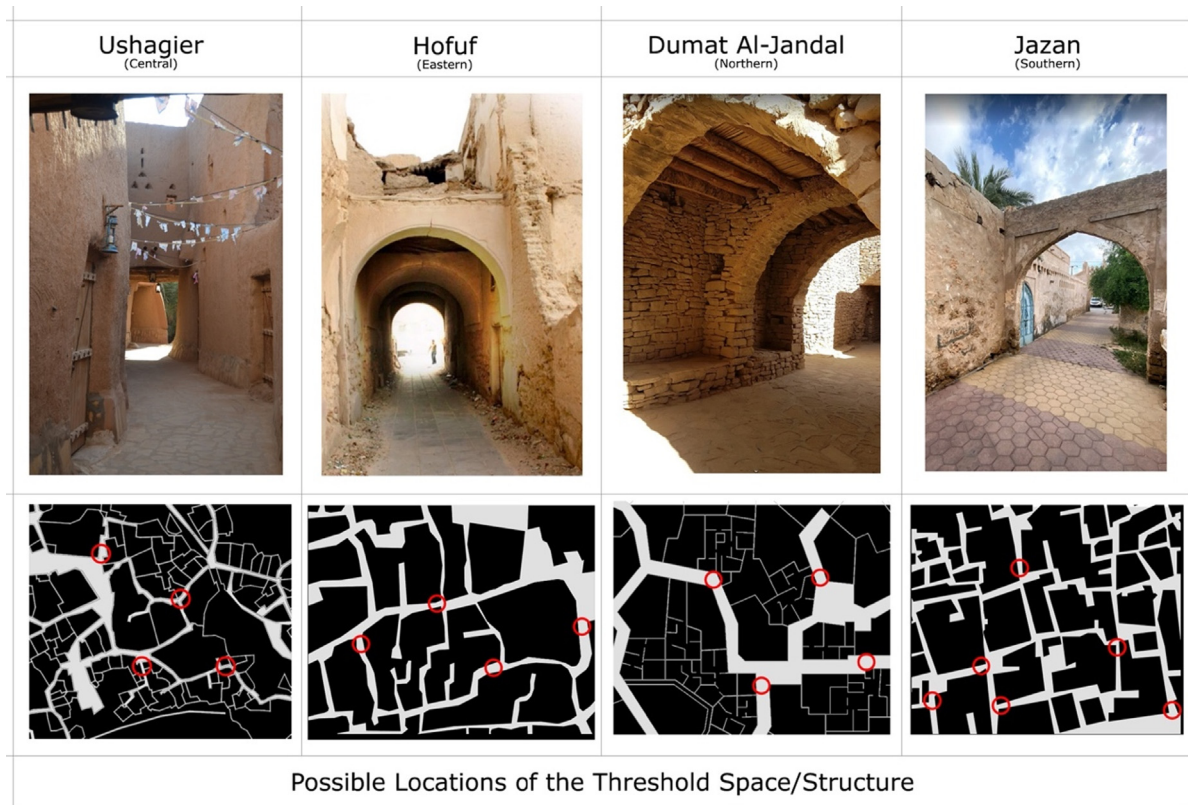 Ushagier
(Central)
Hofuf
(Eastern)
Dumat Al-Jandal
(Northern)
Jazan
(Southern)
Possible Locations of the Threshold Space/Structure